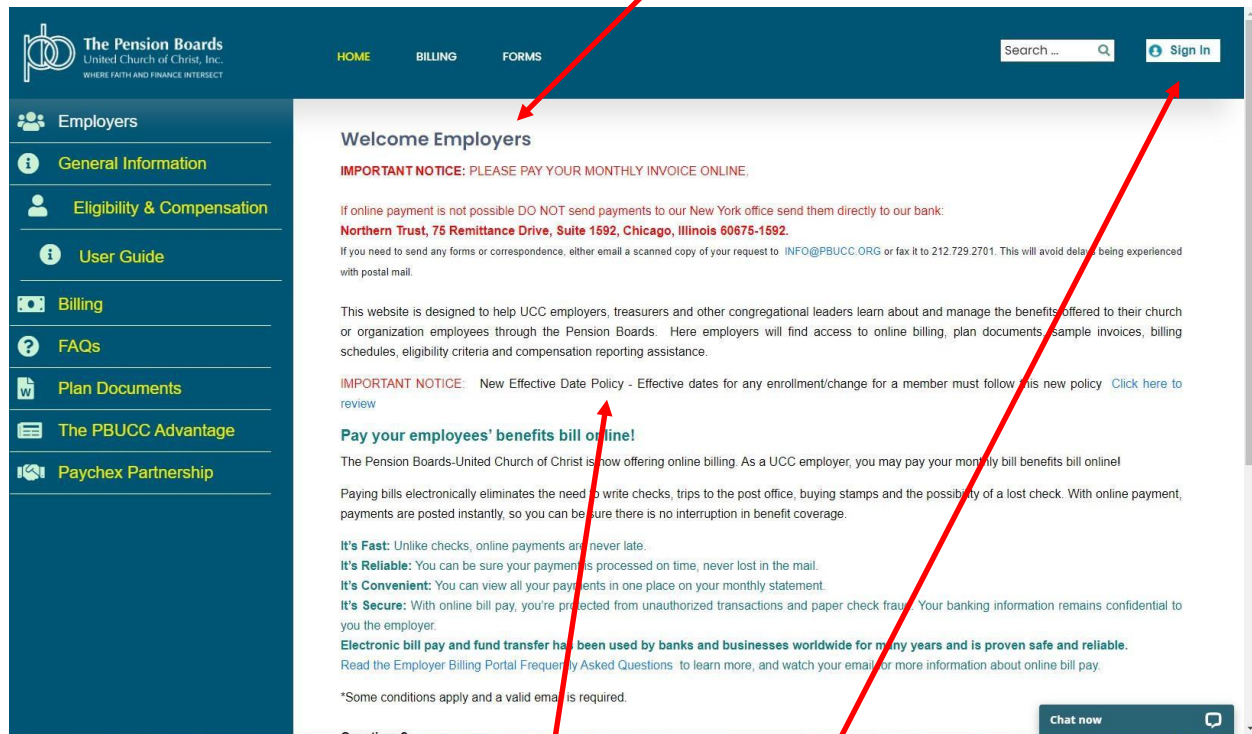 The Pension Boards
United Church of Christ, Inc.
WHERE FAITH AND FINANCE INTERSECT
HOME BILLING FORMS
Search ...
Sign In
Employers
General Information
Eligibility & Compensation
User Guide
Billing
FAQs
Plan Documents
The PBUCC Advantage
Paychex Partnership
Welcome Employers
IMPORTANT NOTICE: PLEASE PAY YOUR MONTHLY INVOICE ONLINE.
If online payment is not possible DO NOT send payments to our New York office send them directly to our bank:
Northern Trust, 75 Remittance Drive, Suite 1592, Chicago, Illinois 60675-1592.
If you need to send any forms or correspondence, either email a scanned copy of your request to INFO@PBUCC.ORG or fax it to 212.729.2701. This will avoid delays being experienced
with postal mail.
This website is designed to help UCC employers, treasurers and other congregational leaders learn about and manage the benefits offered to their church
or organization employees through the Pension Boards. Here employers will find access to online billing, plan documents, sample invoices, billing
schedules, eligibility criteria and compensation reporting assistance.
IMPORTANT NOTICE: New Effective Date Policy - Effective dates for any enrollment/change for a member must follow this new policy Click here to
review
Pay your employees' benefits bill online!
The Pension Boards-United Church of Christ is now offering online billing. As a UCC employer, you may pay your monthly bill benefits bill online!
Paying bills electronically eliminates the need to write checks, trips to the post office, buying stamps and the possibility of a lost check. With online payment,
payments are posted instantly, so you can be sure there is no interruption in benefit coverage.
It's Fast: Unlike checks, online payments are never late.
It's Reliable: You can be sure your payment is processed on time, never lost in the mail.
It's Convenient: You can view all your payments in one place on your monthly statement.
It's Secure: With online bill pay, you're protected from unauthorized transactions and paper check fraud. Your banking information remains confidential to
you the employer.
Electronic bill pay and fund transfer has been used by banks and businesses worldwide for many years and is proven safe and reliable.
Read the Employer Billing Portal Frequently Asked Questions to learn more, and watch your email for more information about online bill pay.
*Some conditions apply and a valid email is required.
Chat now